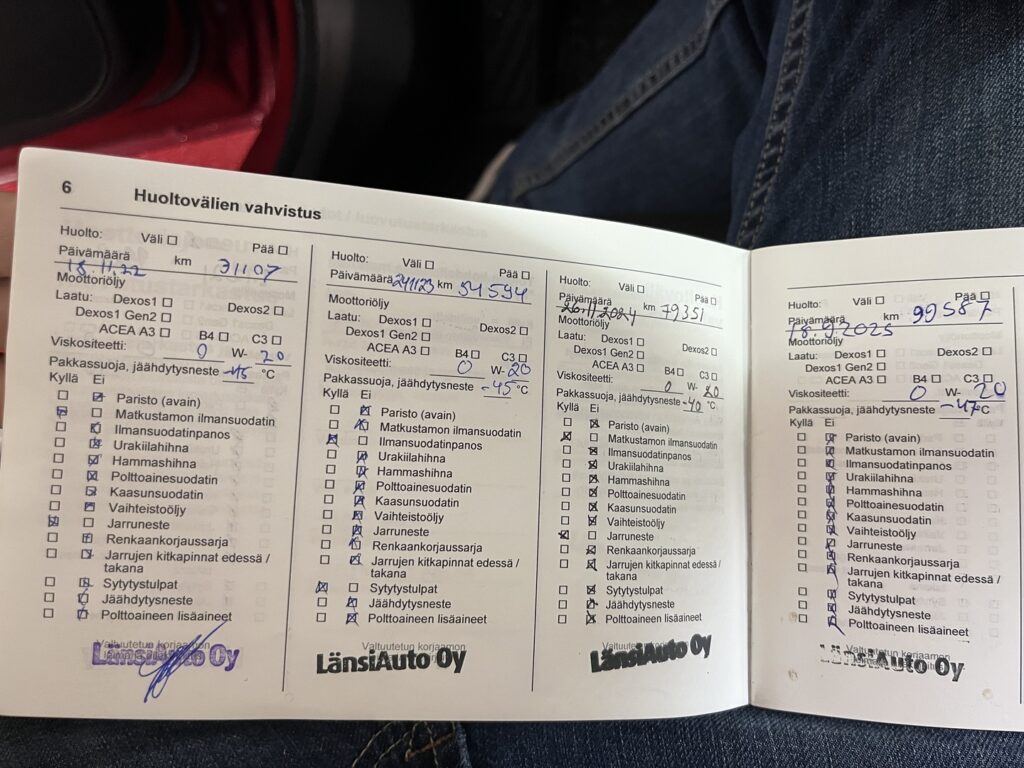 6 Huoltovälien vahvistus
Huolto: Väli ☐ Pää ☐
Päivämäärä km 31107
18.11.22
Moottoriöljy
Laatu: Dexos1 ☐ Dexos2 ☐
Dexos1 Gen2 ☐
ACEA A3 ☐ B4 ☐ C3 ☐
Viskositeetti: 0 W- 20
Pakkassuoja, jäähdytysneste °C
Kyllä Ei
☐ ☒ Paristo (avain)
☒ ☐ Matkustamon ilmansuodatin
☐ ☒ Ilmansuodatinpanos
☐ ☒ Urakiilahihna
☐ ☒ Hammashihna
☐ ☒ Polttoainesuodatin
☐ ☒ Kaasunsuodatin
☐ ☒ Vaihteistoöljy
☒ ☐ Jarruneste
☐ ☒ Renkaankorjaussarja
☐ ☒ Jarrujen kitkapinnat edessä /
takana
☐ ☒ Sytytystulpat
☐ ☒ Jäähdytysneste
☐ ☒ Polttoaineen lisäaineet
Valtuutetun korjaamon
LänsiAuto Oy
Huolto: Väli ☐ Pää ☐
Päivämäärä 241123 km 54594
Moottoriöljy
Laatu: Dexos1 ☐ Dexos2 ☐
Dexos1 Gen2 ☐
ACEA A3 ☐ B4 ☐ C3 ☐
Viskositeetti: 0 W- 20
Pakkassuoja, jäähdytysneste -45 °C
Kyllä Ei
☐ ☒ Paristo (avain)
☐ ☒ Matkustamon ilmansuodatin
☒ ☐ Ilmansuodatinpanos
☐ ☒ Urakiilahihna
☐ ☒ Hammashihna
☐ ☒ Polttoainesuodatin
☐ ☒ Kaasunsuodatin
☐ ☒ Vaihteistoöljy
☐ ☒ Jarruneste
☐ ☒ Renkaankorjaussarja
☐ ☒ Jarrujen kitkapinnat edessä /
takana
☒ ☐ Sytytystulpat
☐ ☒ Jäähdytysneste
☐ ☒ Polttoaineen lisäaineet
Valtuutetun korjaamon
LänsiAuto Oy
Huolto: Väli ☐ Pää ☐
Päivämäärä km 79351
26.11.2024
Moottoriöljy
Laatu: Dexos1 ☐ Dexos2 ☐
Dexos1 Gen2 ☐
ACEA A3 ☐ B4 ☐ C3 ☐
Viskositeetti: 0 W- 20
Pakkassuoja, jäähdytysneste -40 °C
Kyllä Ei
☐ ☒ Paristo (avain)
☒ ☐ Matkustamon ilmansuodatin
☐ ☒ Ilmansuodatinpanos
☐ ☒ Urakiilahihna
☐ ☒ Hammashihna
☐ ☒ Polttoainesuodatin
☐ ☒ Kaasunsuodatin
☐ ☒ Vaihteistoöljy
☒ ☐ Jarruneste
☐ ☒ Renkaankorjaussarja
☐ ☒ Jarrujen kitkapinnat edessä /
takana
☐ ☒ Sytytystulpat
☐ ☒ Jäähdytysneste
☐ ☒ Polttoaineen lisäaineet
LänsiAuto Oy
Huolto: Väli ☐ Pää ☐
Päivämäärä km 99587
18.9.2025
Moottoriöljy
Laatu: Dexos1 ☐ Dexos2 ☐
Dexos1 Gen2 ☐
ACEA A3 ☐ B4 ☐ C3 ☐
Viskositeetti: 0 W- 20
Pakkassuoja, jäähdytysneste -47 °C
Kyllä Ei
☐ ☒ Paristo (avain)
☐ ☒ Matkustamon ilmansuodatin
☐ ☒ Ilmansuodatinpanos
☐ ☒ Urakiilahihna
☐ ☒ Hammashihna
☐ ☒ Polttoainesuodatin
☐ ☒ Kaasunsuodatin
☐ ☒ Vaihteistoöljy
☐ ☒ Jarruneste
☐ ☒ Renkaankorjaussarja
☐ ☒ Jarrujen kitkapinnat edessä /
takana
☐ ☒ Sytytystulpat
☐ ☒ Jäähdytysneste
☐ ☒ Polttoaineen lisäaineet
Valtuutetun korjaamon
LänsiAuto Oy